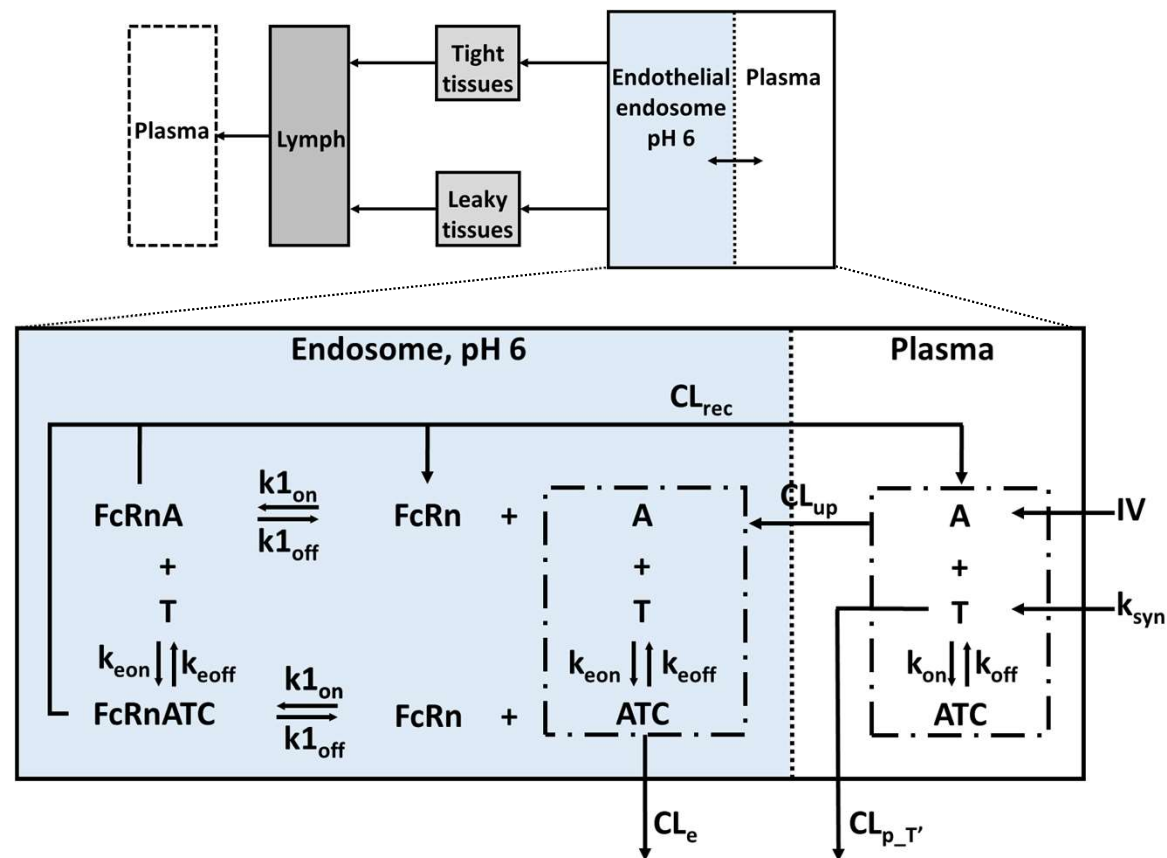 Plasma
Lymph
Tight
tissues
Leaky
tissues
Endothelial
endosome
pH 6
Plasma
Endosome, pH 6
Plasma
CLrec
FcRnA
k1on
k1off
FcRn
+
A
CLup
A
IV
+
+
+
T
T
T
ksyn
keon
keoff
keon
keoff
kon
koff
FcRnATC
k1on
k1off
FcRn
+
ATC
ATC
CLe
CLp_T'